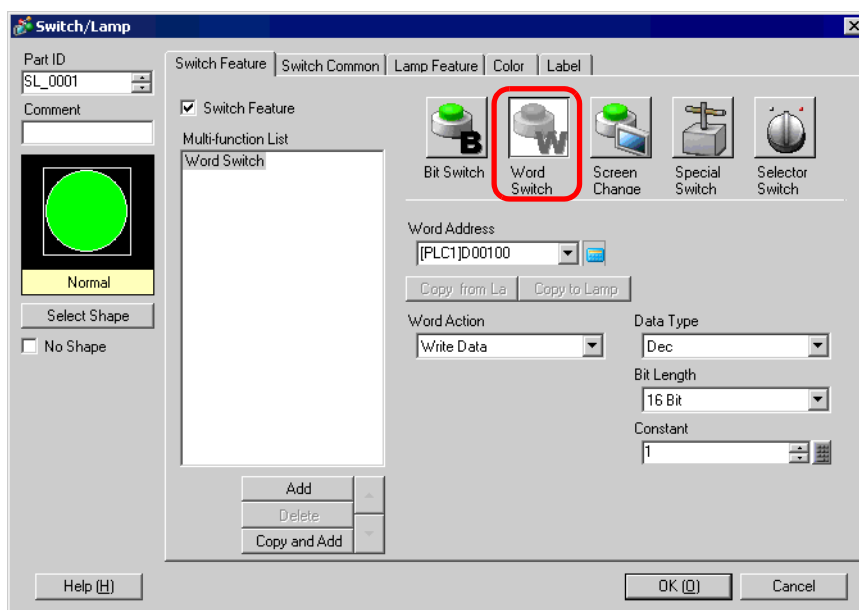 Switch/Lamp
Part ID
SL_0001
Comment
Normal
Select Shape
No Shape
Switch Feature
Switch Common
Lamp Feature
Color
Label
Switch Feature
Multi-function List
Word Switch
Add
Delete
Copy and Add
B
Bit Switch
W
Word
Switch
Screen
Change
Special
Switch
Selector
Switch
Word Address
[PLC1]D00100
Copy from La
Copy to Lamp
Word Action
Write Data
Data Type
Dec
Bit Length
16 Bit
Constant
1
Help (H)
OK (O)
Cancel